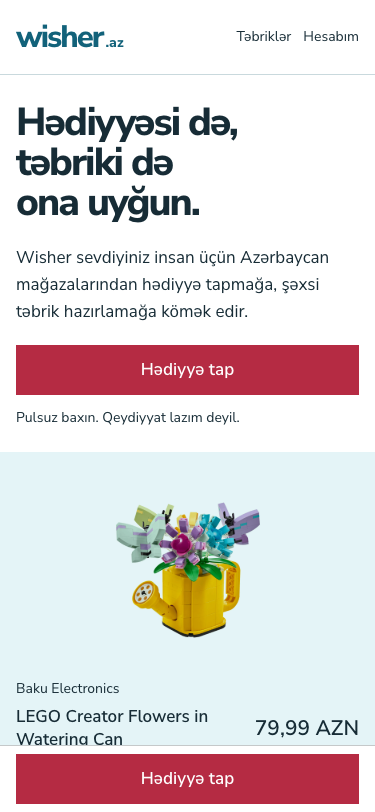 wisher.az
Təbriklər Hesabım
Hədiyyəsi də,
təbriki də
ona uyğun.
Wisher sevdiyiniz insan üçün Azərbaycan
mağazalarından hədiyyə tapmağa, şəxsi
təbrik hazırlamağa kömək edir.
Hədiyyə tap
Pulsuz baxın. Qeydiyyat lazım deyil.
Baku Electronics
LEGO Creator Flowers in
Watering Can
79,99 AZN
Hədiyyə tap